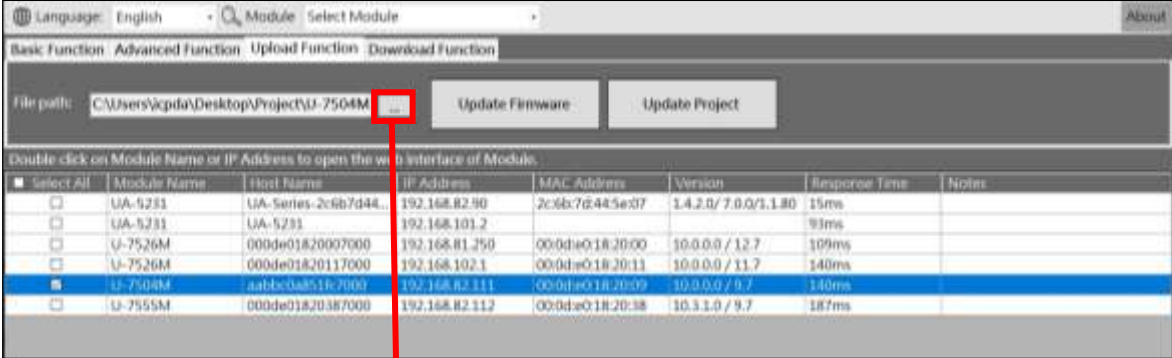 Language: English Module Select Module About
Basic Function Advanced Function Upload Function Download Function
File path: C:\Users\icpda\Desktop\Project\U-7504M ... Update Firmware Update Project
Double click on Module Name or IP Address to open the web interface of Module.
Select All Module Name Host Name IP Address MAC Address Version Response Time Notes
UA-5231 UA-Series-2c6b7d44... 192.168.82.90 2c:6b:7d:44:5e:07 1.4.2.0/ 7.0.0/1.1.80 15ms
UA-5231 UA-5231 192.168.101.2 93ms
U-7526M 000de01820007000 192.168.81.250 00:0d:e0:18:20:00 10.0.0.0 / 12.7 109ms
U-7526M 000de01820117000 192.168.102.1 00:0d:e0:18:20:11 10.0.0.0 / 11.7 140ms
U-7504M 192.168.82.111 00:0d:e0:18:20:09 10.0.0.0 / 9.7 140ms
U-7555M 000de01820387000 192.168.82.112 00:0d:e0:18:20:38 10.3.1.0 / 9.7 187ms